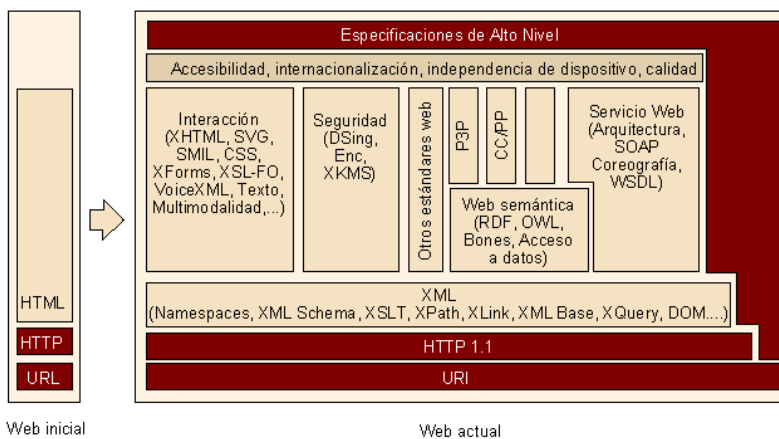 Especificaciones de Alto Nivel
Accesibilidad, internacionalización, independencia de dispositivo, calidad
Interacción
(XHTML, SVG,
SMIL, CSS,
XForms, XSL-FO,
VoiceXML, Texto,
Multimodalidad,...)
Seguridad
(DSing,
Enc,
XKMS)
Otros estándares web
P3P
CC/PP
Web semántica
(RDF, OWL,
Bones, Acceso
a datos)
Servicio Web
(Arquitectura,
SOAP
Coreografía,
WSDL)
HTML
XML
(Namespaces, XML Schema, XSLT, XPath, XLink, XML Base, XQuery, DOM....)
HTTP
HTTP 1.1
URL
URI
Web inicial
Web actual